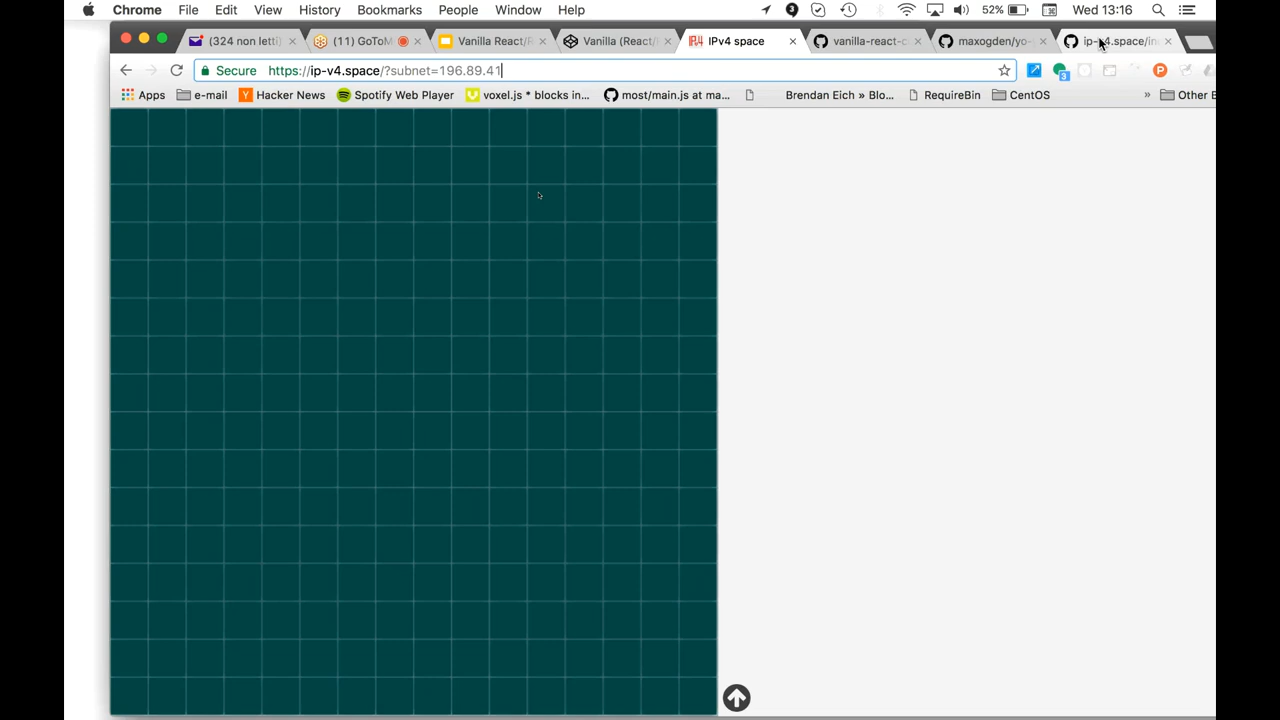 Chrome File Edit View History Bookmarks People Window Help 3 52% Wed 13:16
(324 non letti) (11) GoToM Vanilla React/R Vanilla (React/ IPv4 space vanilla-react-c maxogden/yo- ip-v4.space/in
Secure https://ip-v4.space/?subnet=196.89.41 3 P
Apps e-mail Y Hacker News Spotify Web Player voxel.js * blocks in... most/main.js at ma... Brendan Eich » Blo... RequireBin CentOS » Other B